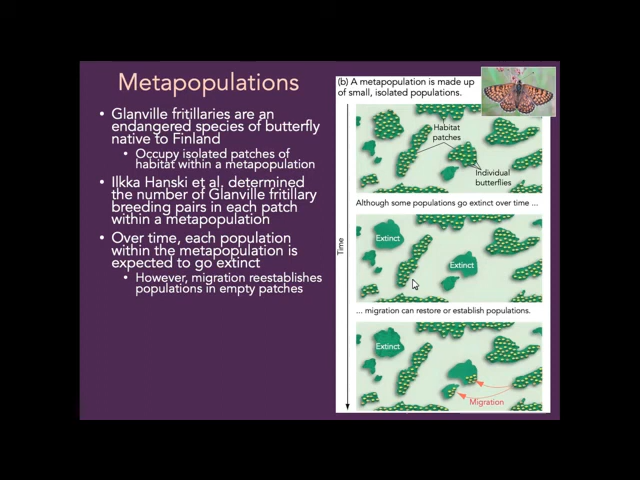 Metapopulations
• Glanville fritillaries are an
endangered species of butterfly
native to Finland
• Occupy isolated patches of
habitat within a metapopulation
• Ilkka Hanski et al. determined
the number of Glanville fritillary
breeding pairs in each patch
within a metapopulation
• Over time, each population
within the metapopulation is
expected to go extinct
• However, migration reestablishes
populations in empty patches
(b) A metapopulation is made up
of small, isolated populations.
Habitat
patches
Individual
butterflies
Although some populations go extinct over time ...
Time
Extinct
Extinct
... migration can restore or establish populations.
Extinct
Migration